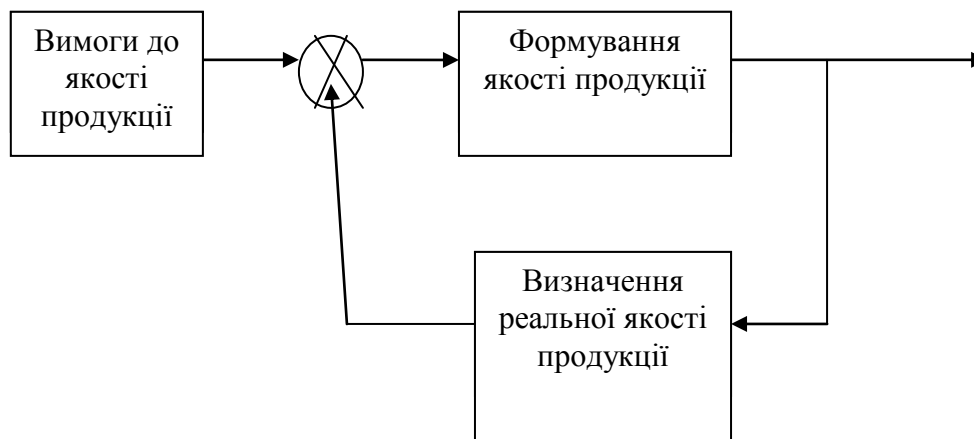 Вимоги до
якості
продукції
Формування
якості продукції
Визначення
реальної якості
продукції